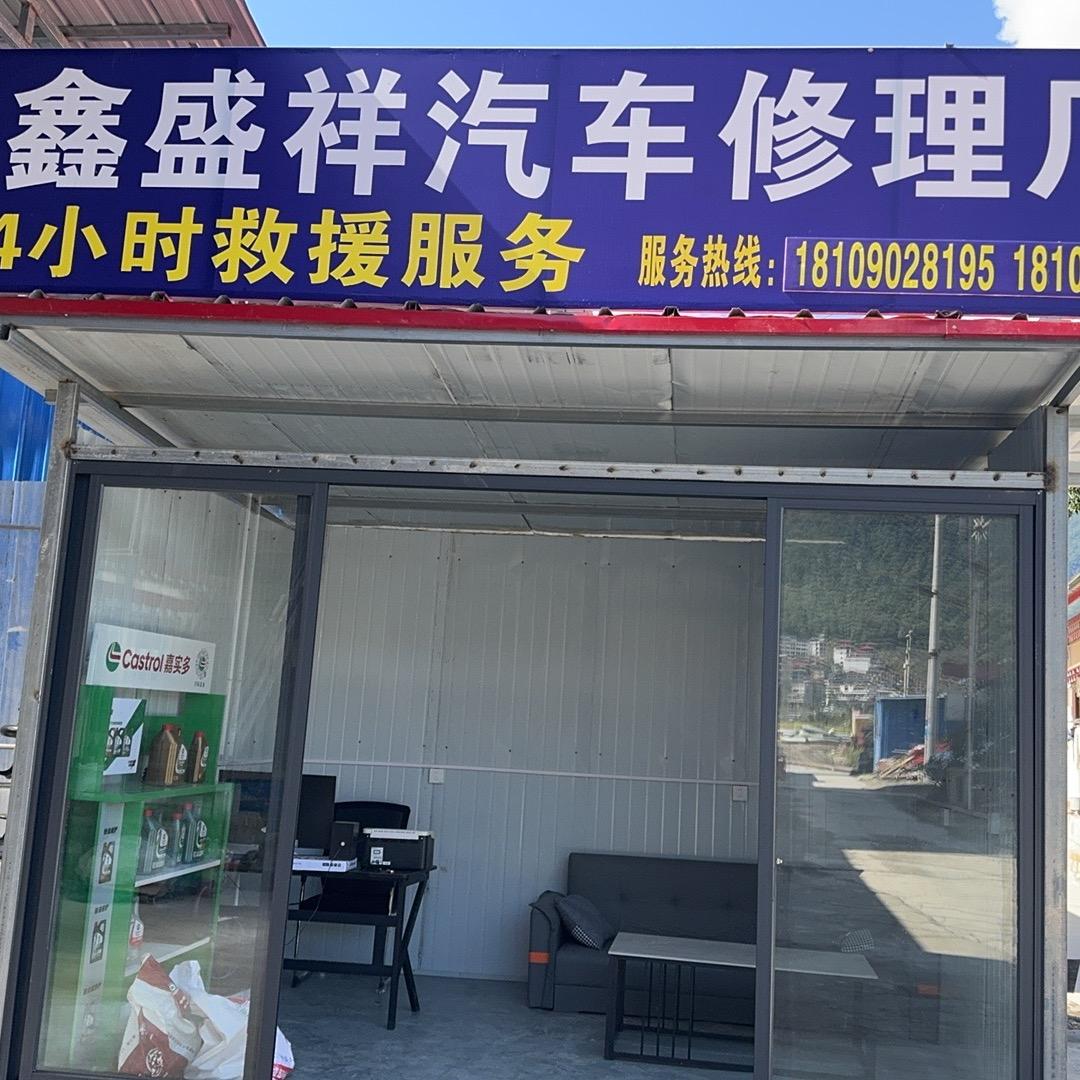 鑫盛祥汽车修理厂
4小时救援服务
服务热线：18109028195 1810
Castrol 嘉实多